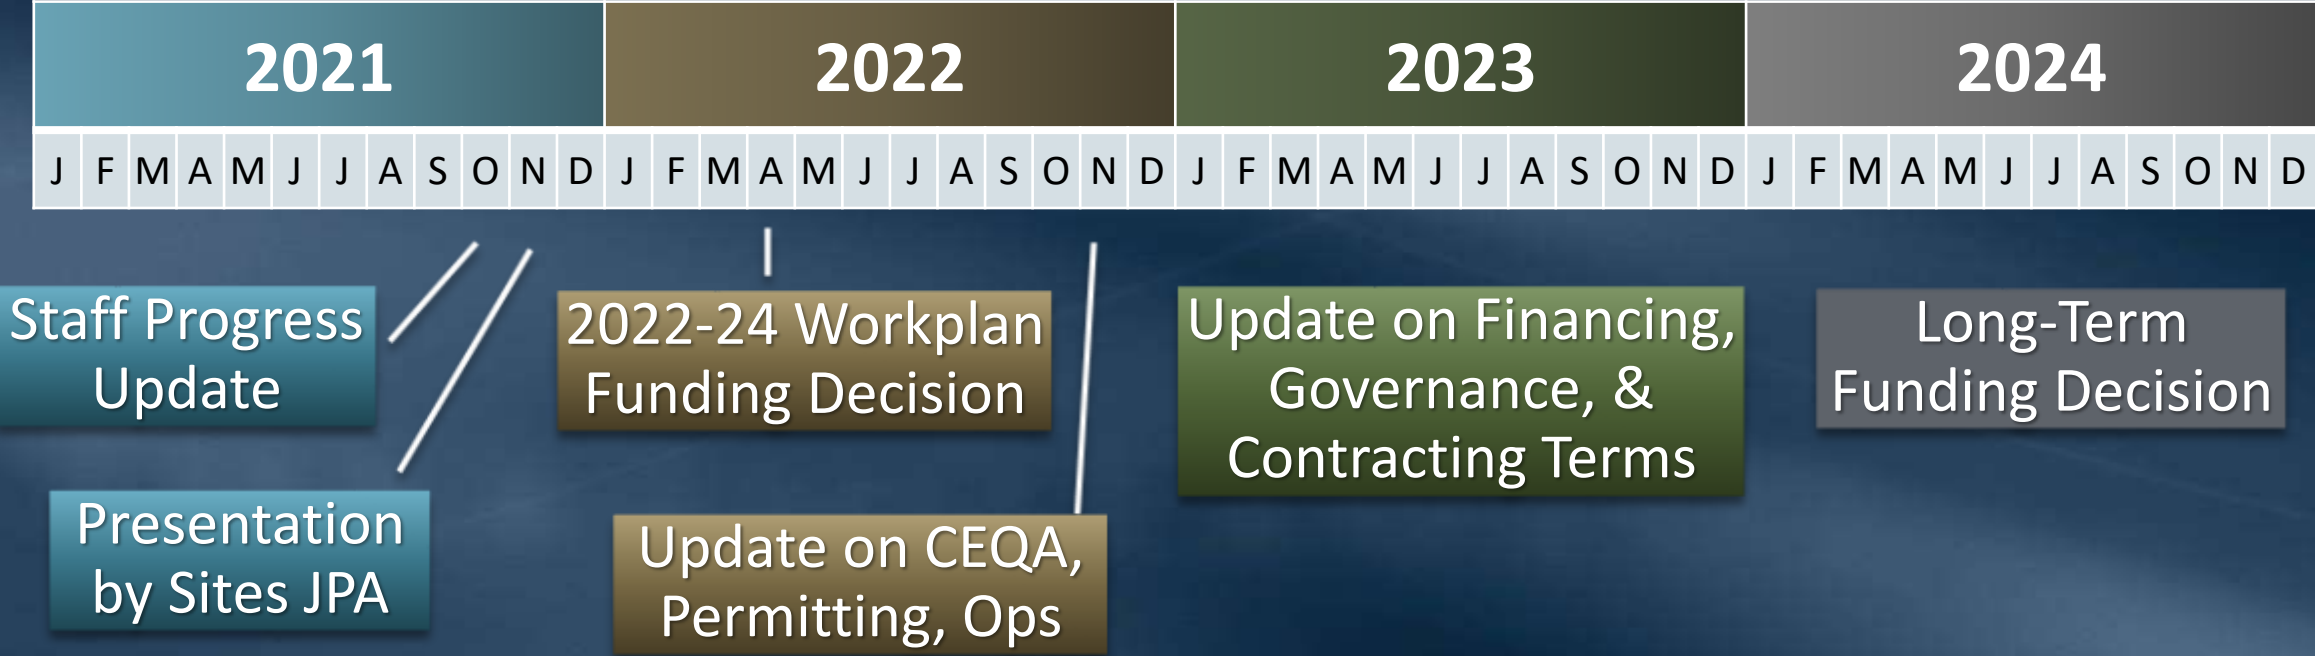 2021 2022 2023 2024
J F M A M J J A S O N D J F M A M J J A S O N D J F M A M J J A S O N D J F M A M J J A S O N D
Staff Progress
Update
Presentation
by Sites JPA
2022-24 Workplan
Funding Decision
Update on CEQA,
Permitting, Ops
Update on Financing,
Governance, &
Contracting Terms
Long-Term
Funding Decision